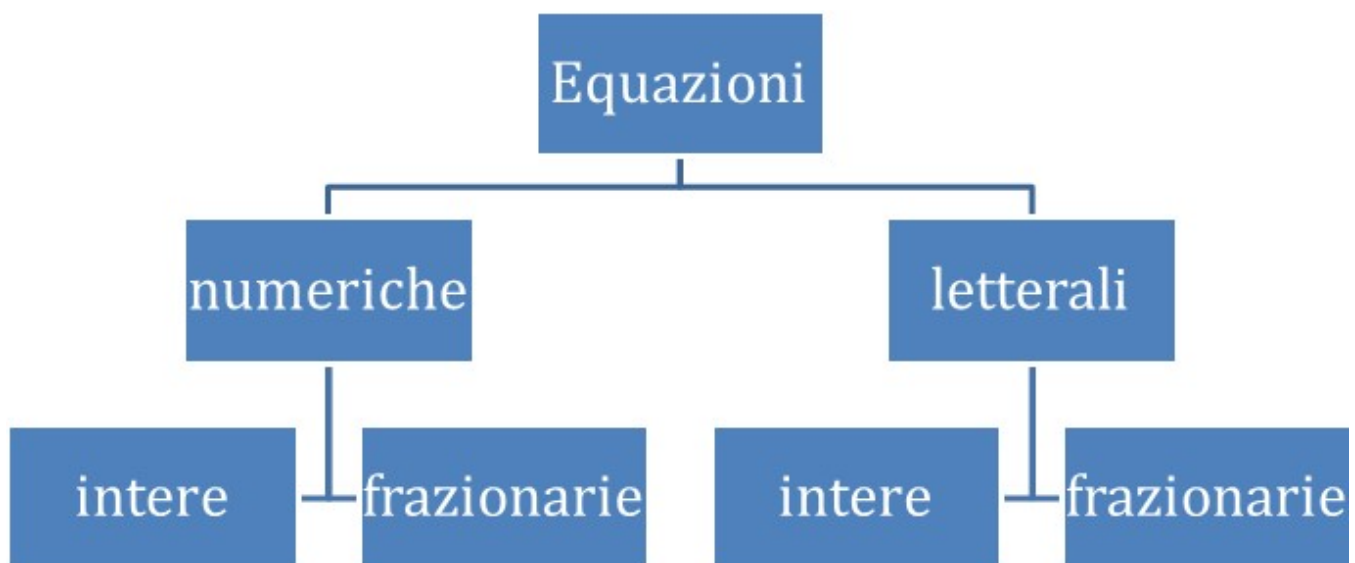 Equazioni
numeriche
letterali
intere
frazionarie
intere
frazionarie